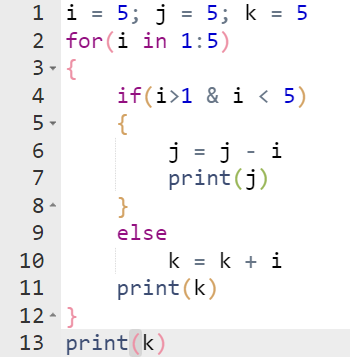 1 i = 5; j = 5; k = 5
2 for(i in 1:5)
3 {
4     if(i>1 & i < 5)
5     {
6         j = j - i
7         print(j)
8     }
9     else
10         k = k + i
11     print(k)
12 }
13 print(k)